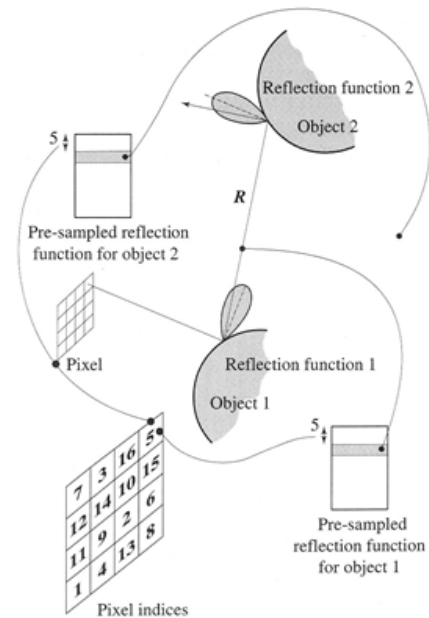 Reflection function 2
Object 2
5
Pre-sampled reflection
function for object 2
R
Pixel
Reflection function 1
Object 1
5
7 3 16 5
12 14 10 15
11 9 2 6
1 4 13 8
Pre-sampled
reflection function
for object 1
Pixel indices